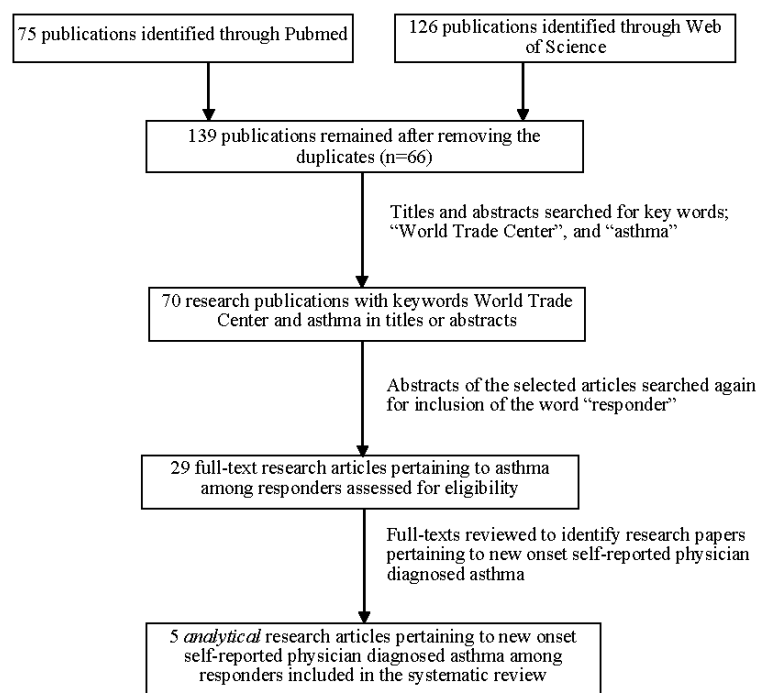 75 publications identified through Pubmed
126 publications identified through Web
of Science
139 publications remained after removing the
duplicates (n=66)
Titles and abstracts searched for key words;
“World Trade Center”, and “asthma”
70 research publications with keywords World Trade
Center and asthma in titles or abstracts
Abstracts of the selected articles searched again
for inclusion of the word “responder”
29 full-text research articles pertaining to asthma
among responders assessed for eligibility
Full-texts reviewed to identify research papers
pertaining to new onset self-reported physician
diagnosed asthma
5 analytical research articles pertaining to new onset
self-reported physician diagnosed asthma among
responders included in the systematic review